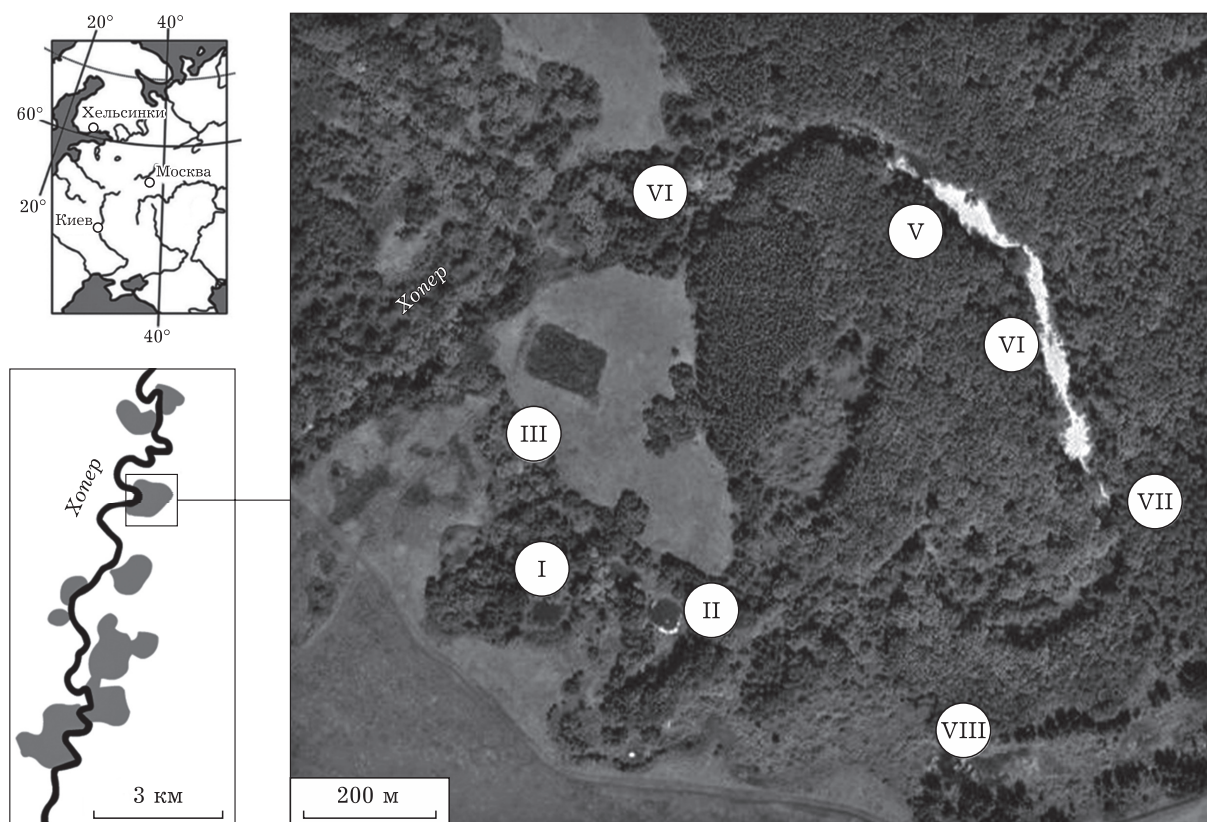 20°
40°
60°
Хельсинки
Москва
20°
Киев
40°
Хопер
3 км
VI
V
Хопер
VI
III
VII
I
II
VIII
200 м